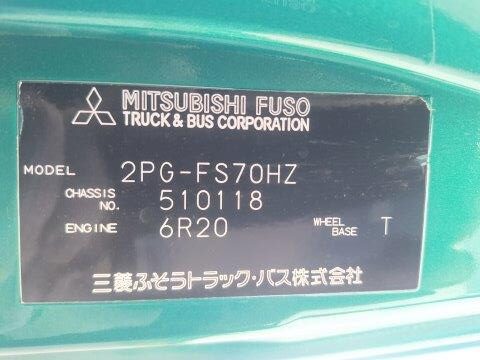 MITSUBISHI FUSO
TRUCK & BUS CORPORATION
MODEL 2PG-FS70HZ
CHASSIS NO. 510118
ENGINE 6R20 WHEEL BASE T
三菱ふそうトラック・バス株式会社